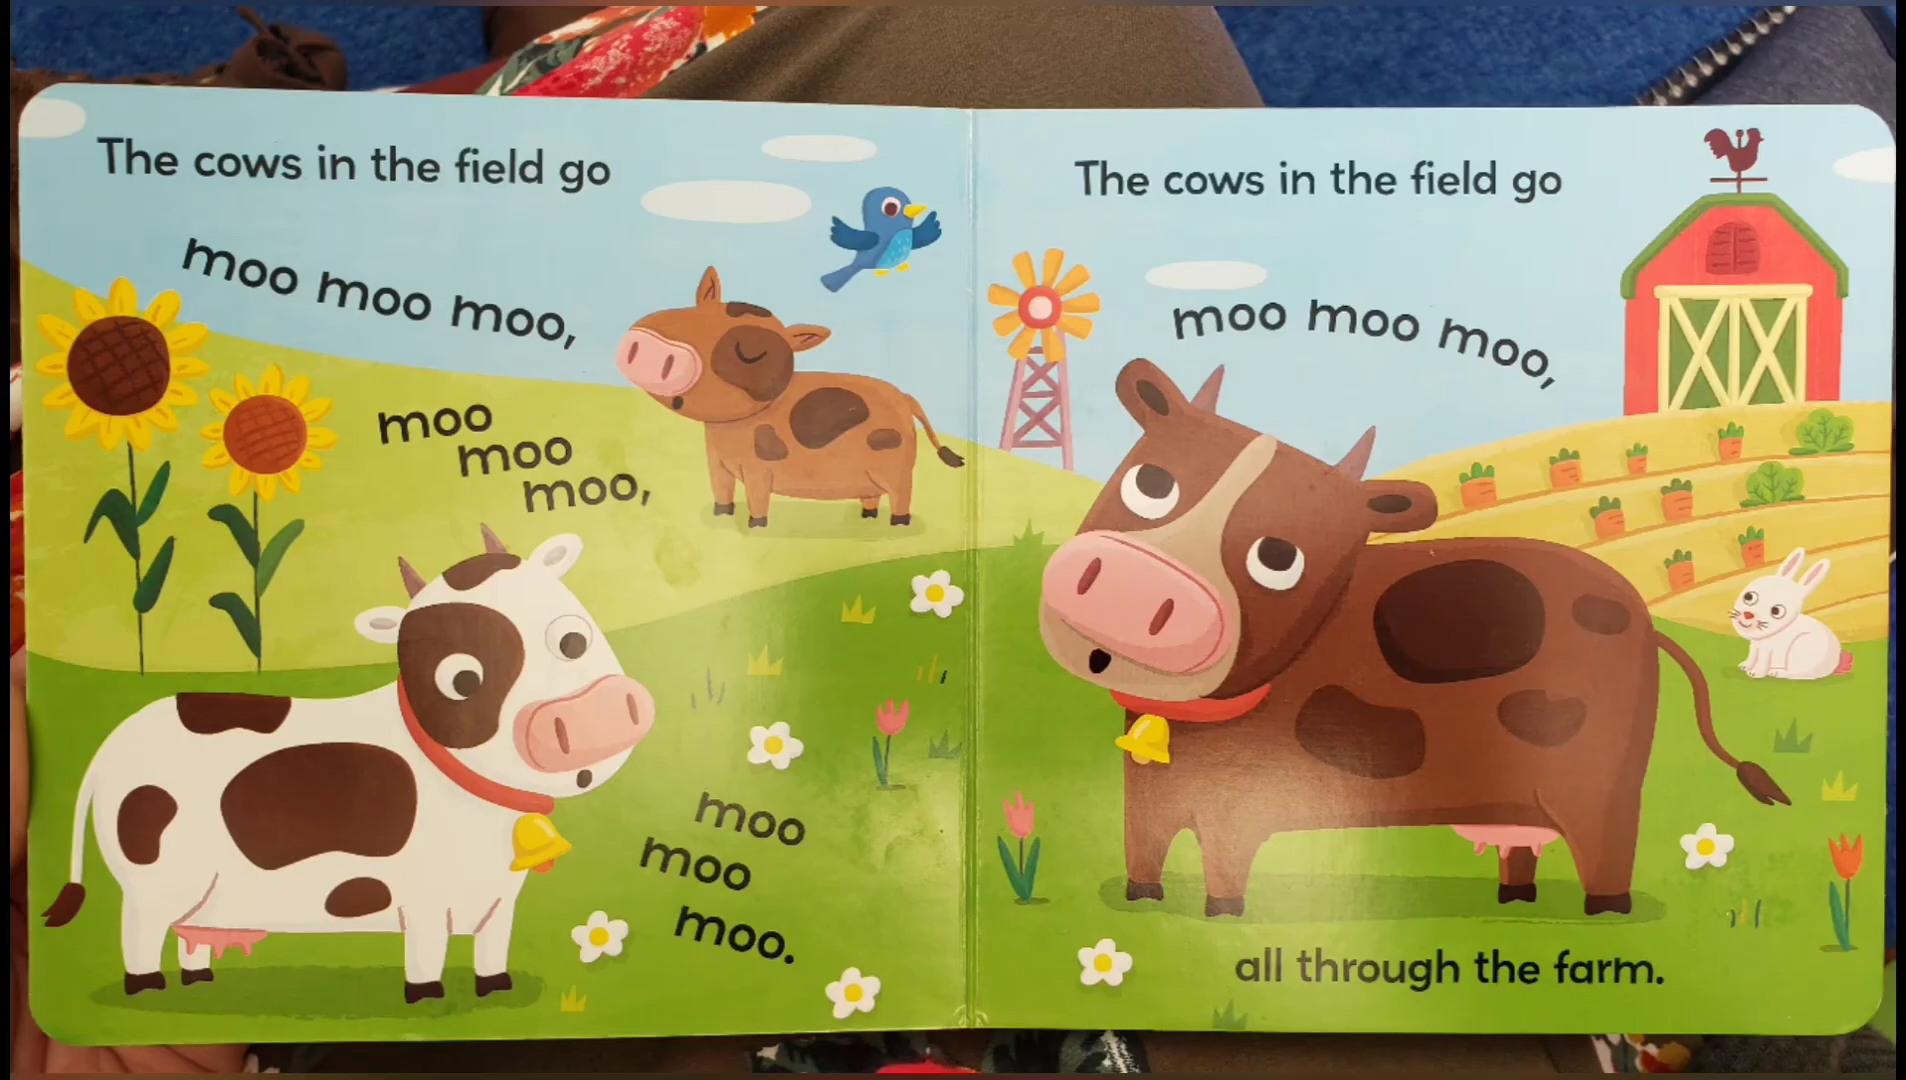 The cows in the field go
moo moo moo,
moo
moo
moo,
moo
moo
moo.
The cows in the field go
moo moo moo,
all through the farm.